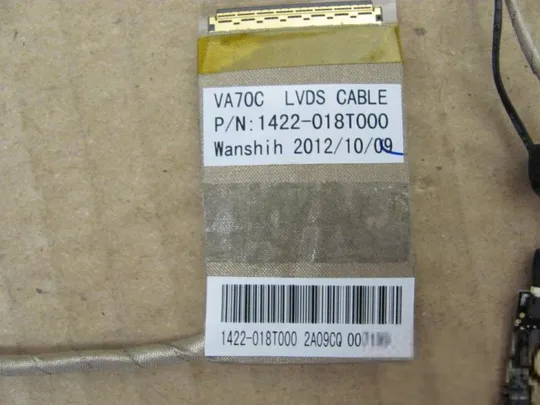 VA70C LVDS CABLE
P/N:1422-018T000
Wanshih 2012/10/09
1422-018T000 2A09CQ